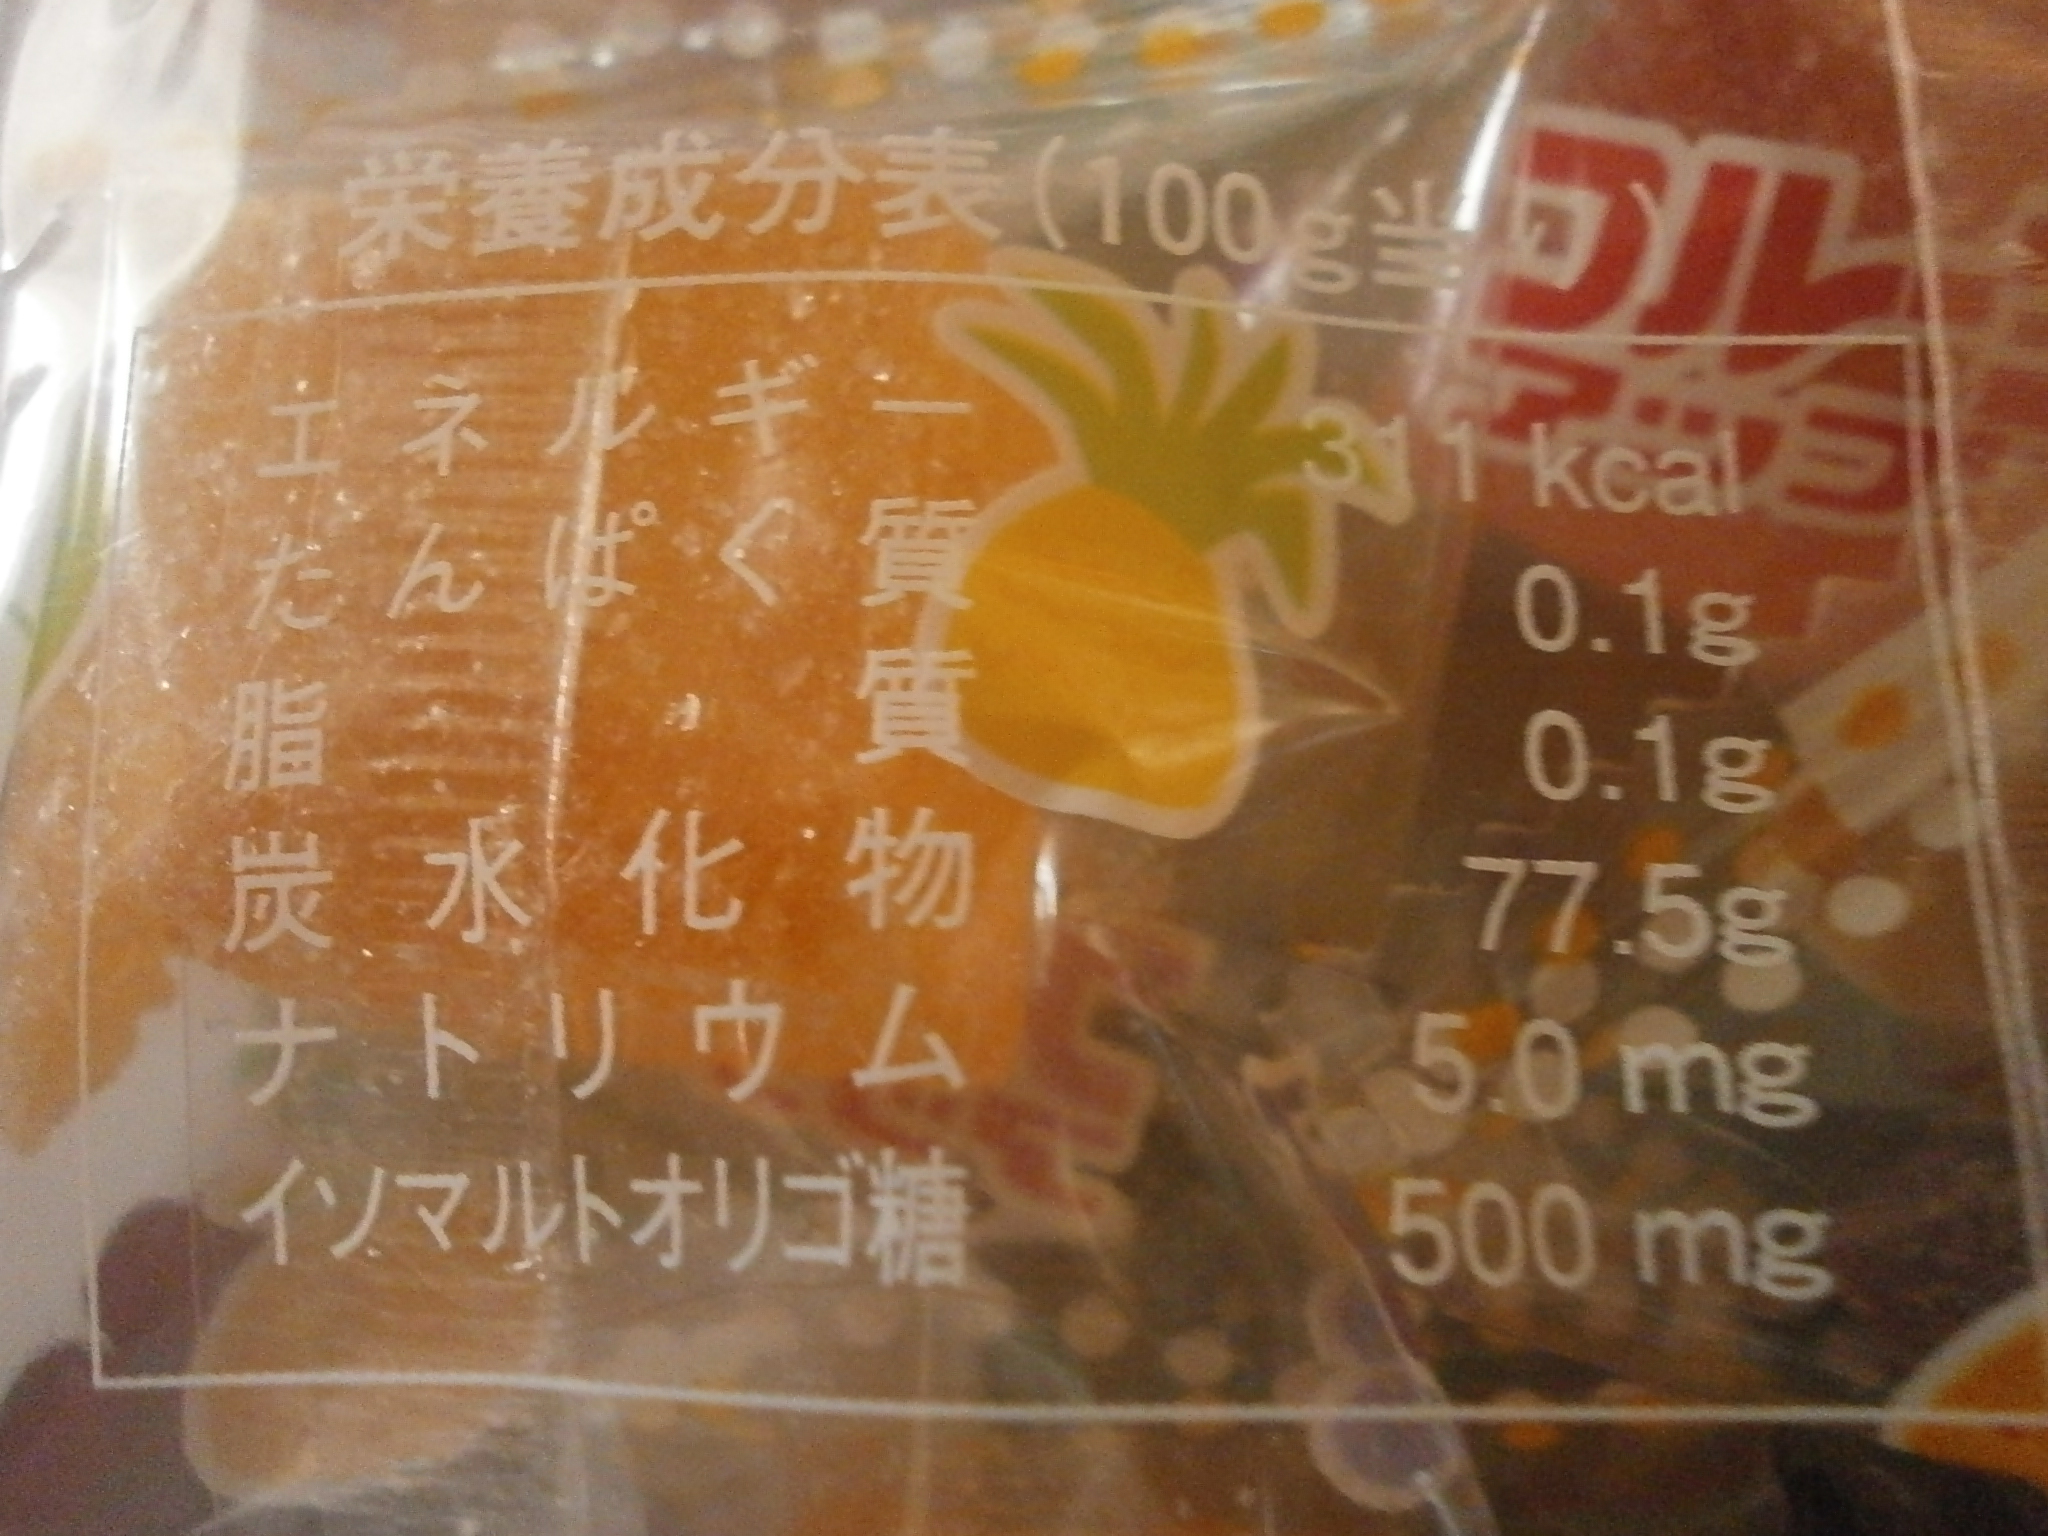 栄養成分表(100g当り)
エネルギー 311 kcal
たんぱく質 0.1g
脂質 0.1g
炭水化物 77.5g
ナトリウム 5.0 mg
イソマルトオリゴ糖 500 mg